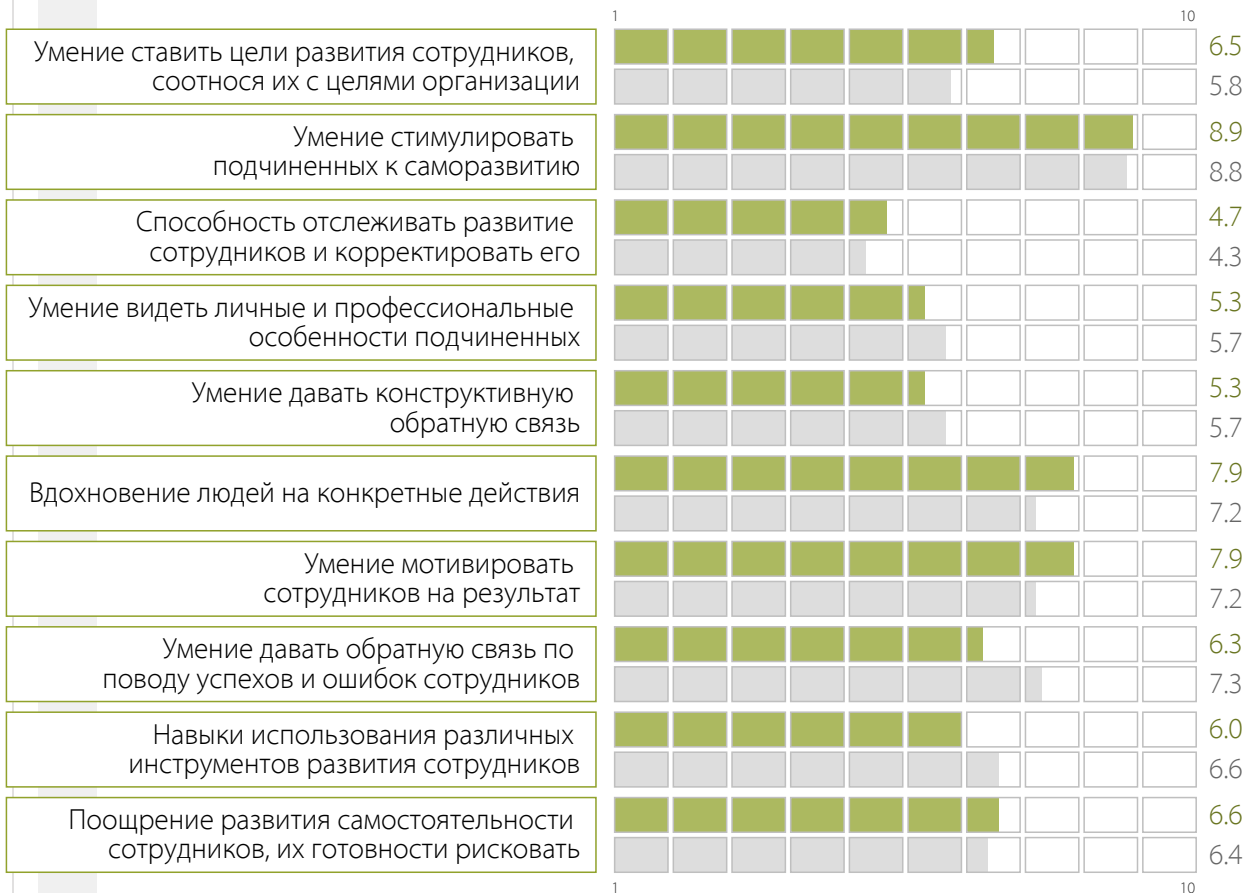 1 10
Умение ставить цели развития сотрудников,
соотнося их с целями организации
6.5
5.8
Умение стимулировать
подчиненных к саморазвитию
8.9
8.8
Способность отслеживать развитие
сотрудников и корректировать его
4.7
4.3
Умение видеть личные и профессиональные
особенности подчиненных
5.3
5.7
Умение давать конструктивную
обратную связь
5.3
5.7
Вдохновение людей на конкретные действия
7.9
7.2
Умение мотивировать
сотрудников на результат
7.9
7.2
Умение давать обратную связь по
поводу успехов и ошибок сотрудников
6.3
7.3
Навыки использования различных
инструментов развития сотрудников
6.0
6.6
Поощрение развития самостоятельности
сотрудников, их готовности рисковать
6.6
6.4
1 10